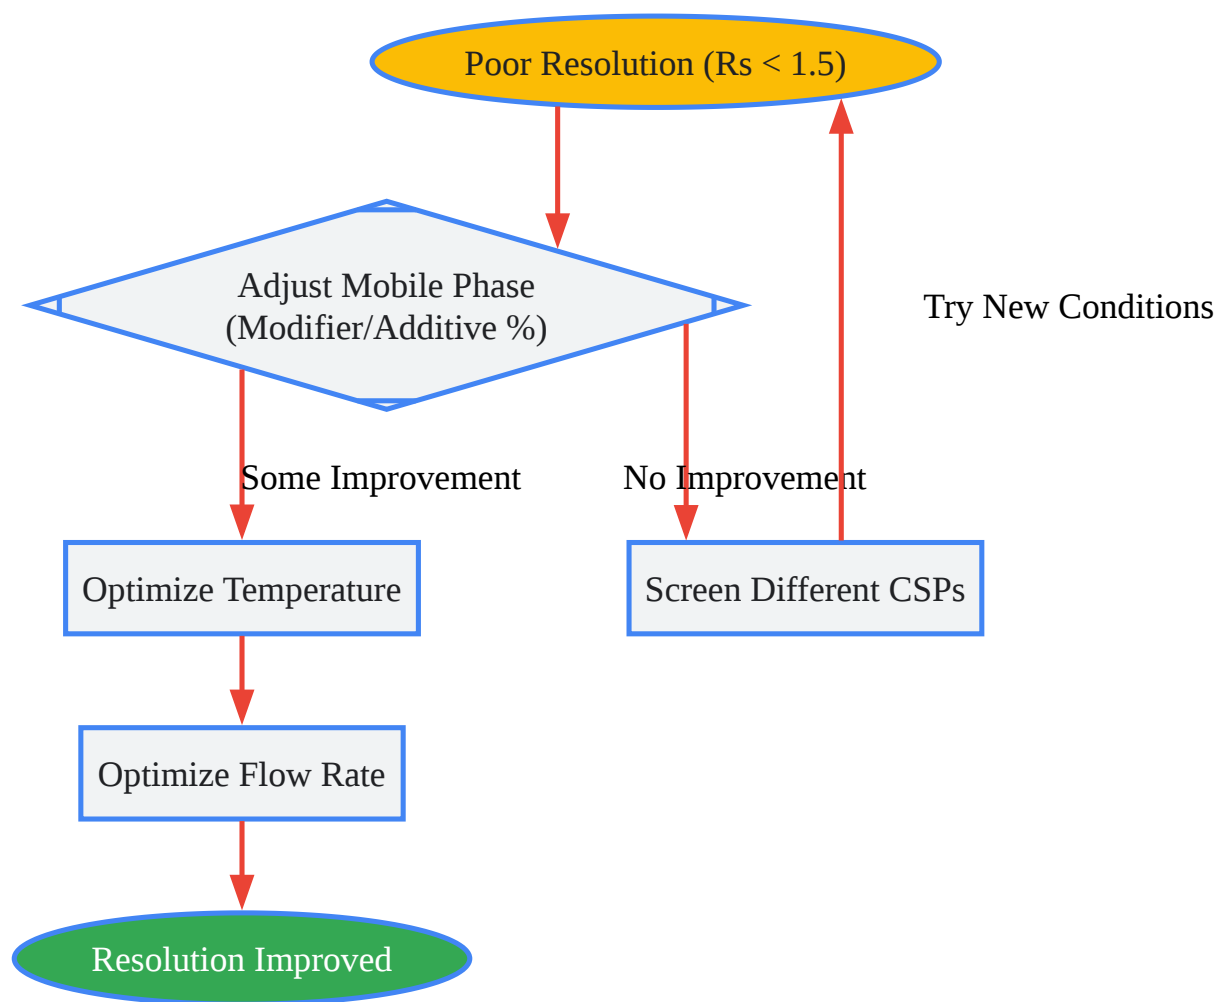 Poor Resolution (Rs < 1.5)
Adjust Mobile Phase
(Modifier/Additive %)
Try New Conditions
Some Improvement
No Improvement
Optimize Temperature
Screen Different CSPs
Optimize Flow Rate
Resolution Improved